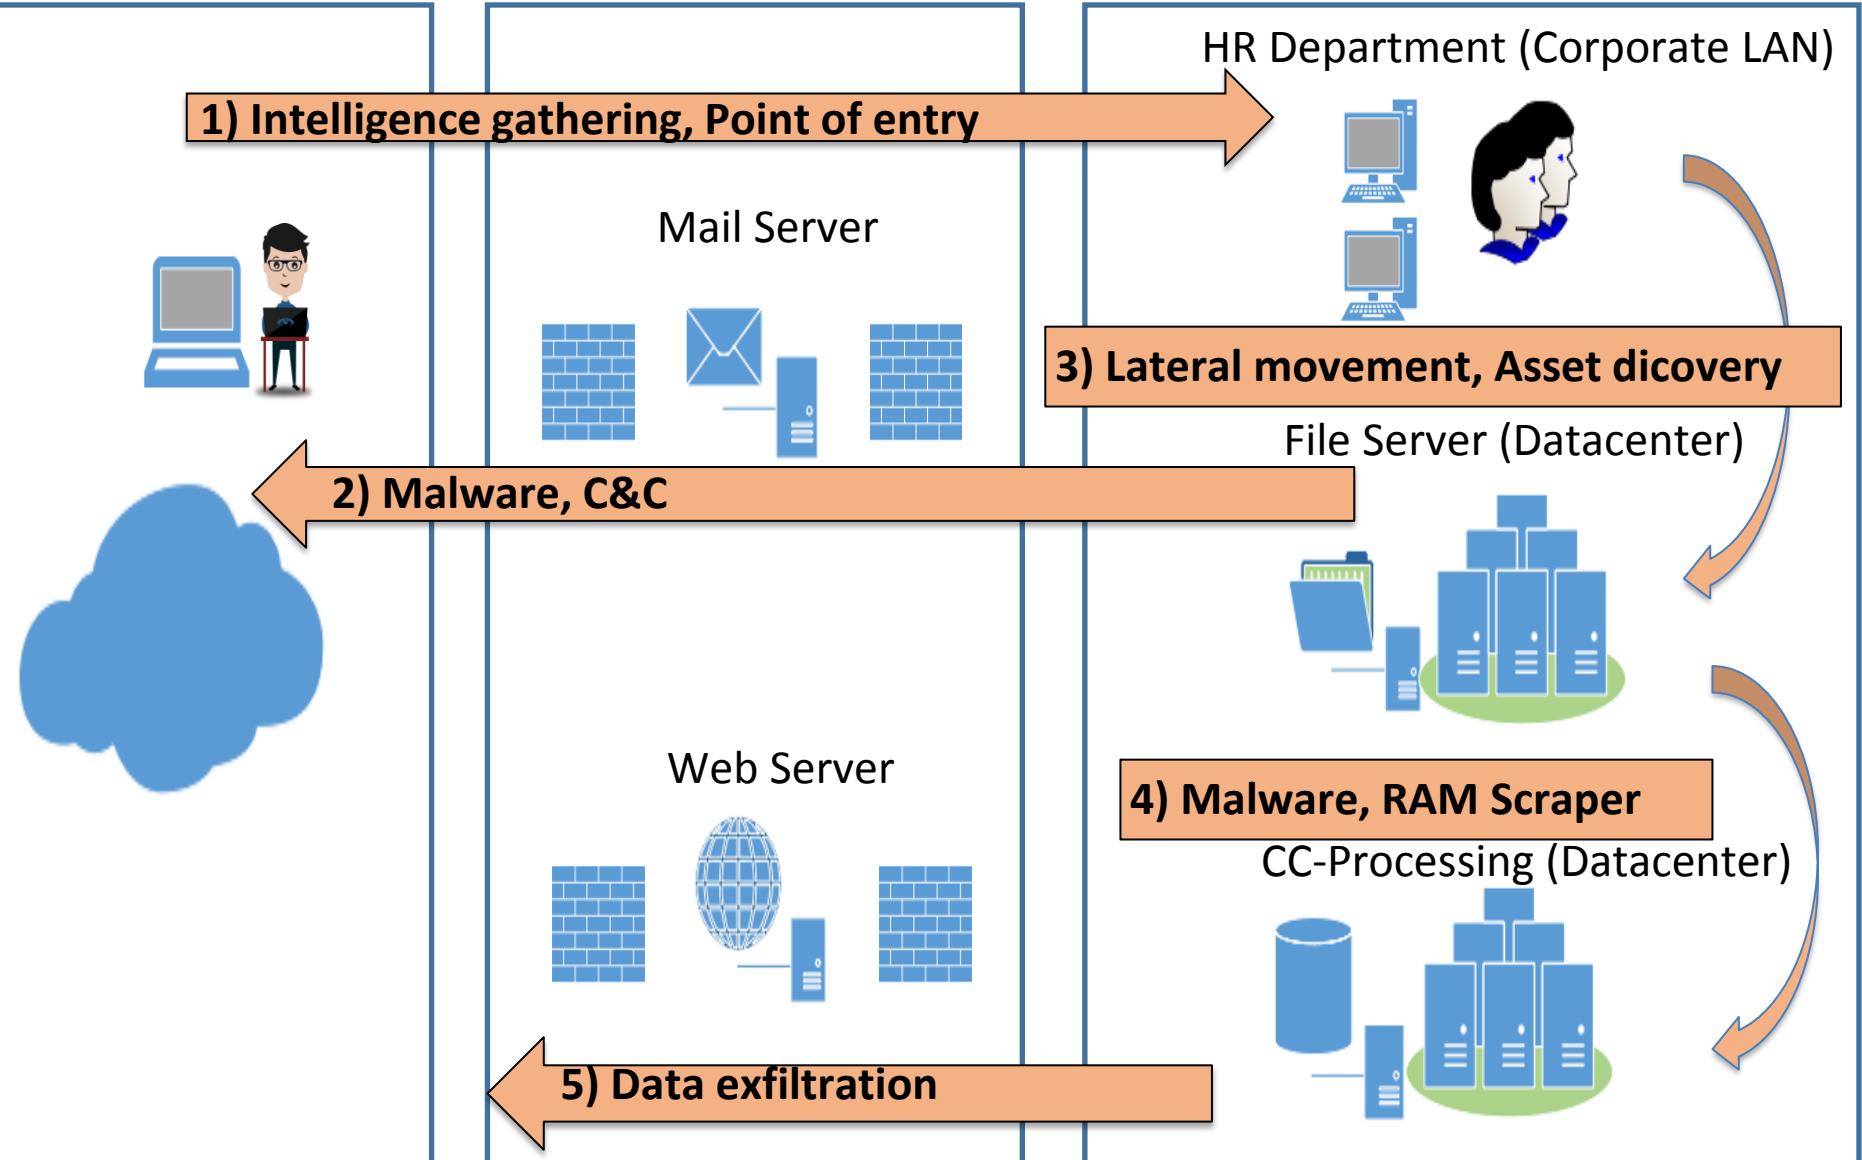 HR Department (Corporate LAN)
1) Intelligence gathering, Point of entry
Mail Server
3) Lateral movement, Asset dicovery
File Server (Datacenter)
2) Malware, C&C
Web Server
4) Malware, RAM Scraper
CC-Processing (Datacenter)
5) Data exfiltration